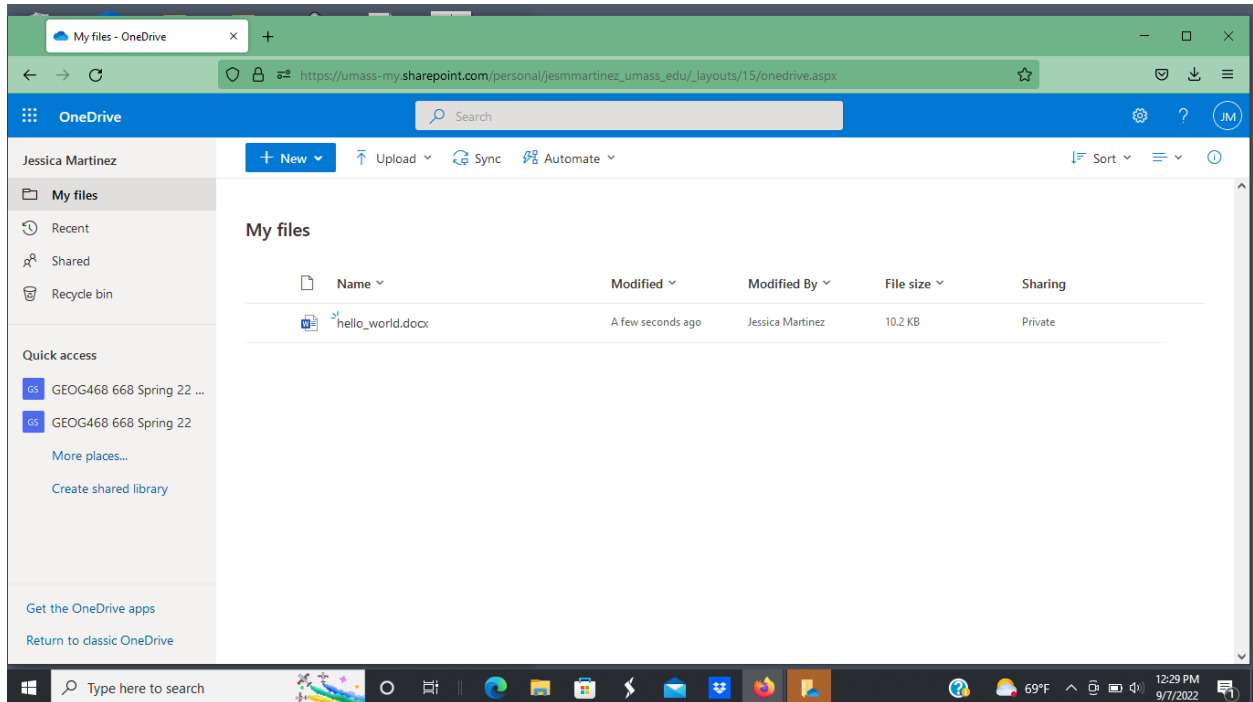 My files - OneDrive
https://umass-my.sharepoint.com/personal/jesmmartinez_umass_edu/_layouts/15/onedrive.aspx
OneDrive
Search
? JM
Jessica Martinez
+ New Upload Sync Automate Sort
My files
Recent
Shared
Recycle bin
Quick access
GS GEOG468 668 Spring 22 ...
GS GEOG468 668 Spring 22
More places...
Create shared library
Get the OneDrive apps
Return to classic OneDrive
My files
Name Modified Modified By File size Sharing
hello_world.docx A few seconds ago Jessica Martinez 10.2 KB Private
Type here to search
69°F
12:29 PM
9/7/2022
1